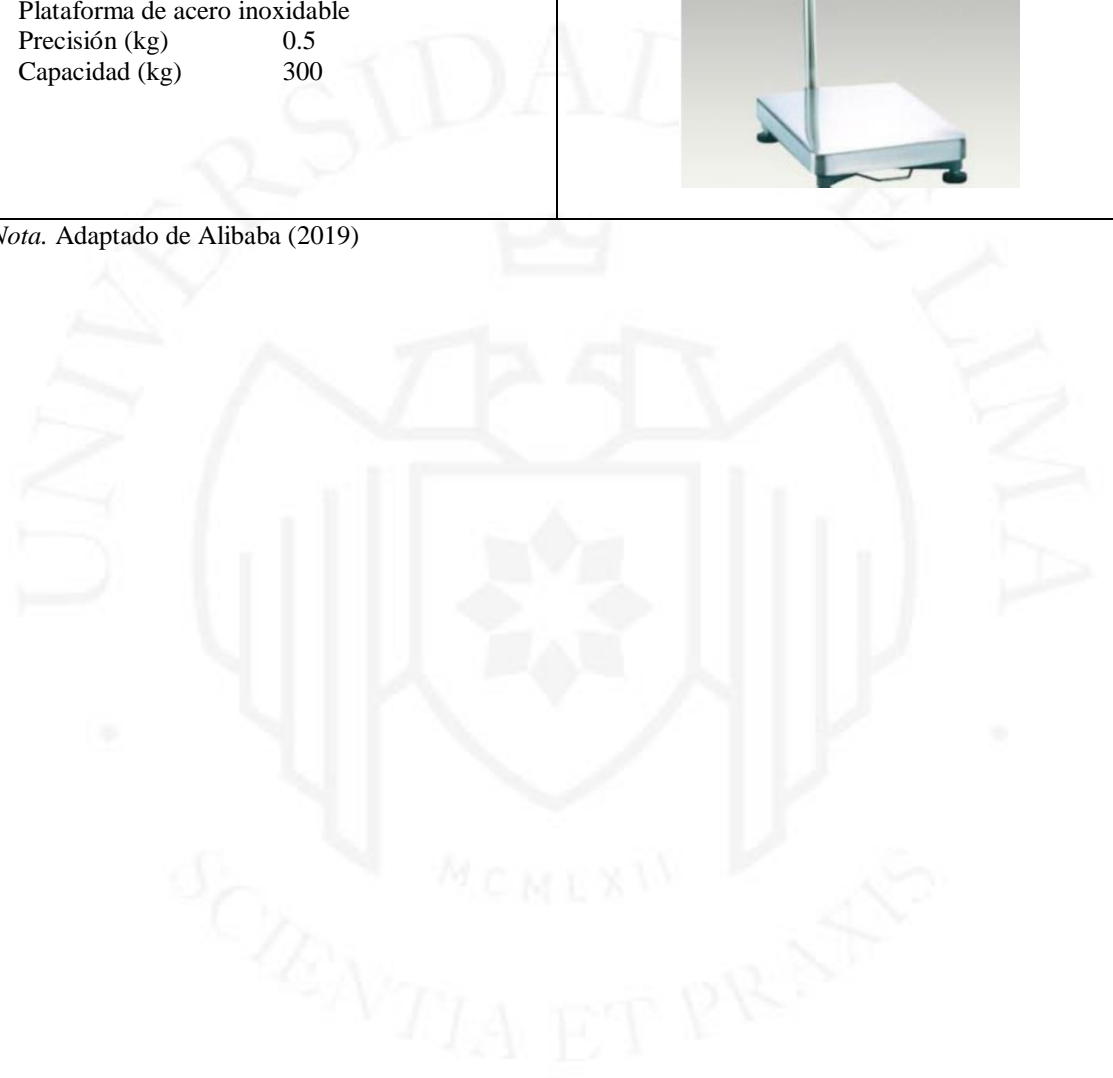 Plataforma de acero inoxidable
Precisión (kg) 0.5
Capacidad (kg) 300
Nota. Adaptado de Alibaba (2019)
UNIVERSIDAD DE LIMA
MCMLXII
SCIENTIA ET PRAXIS